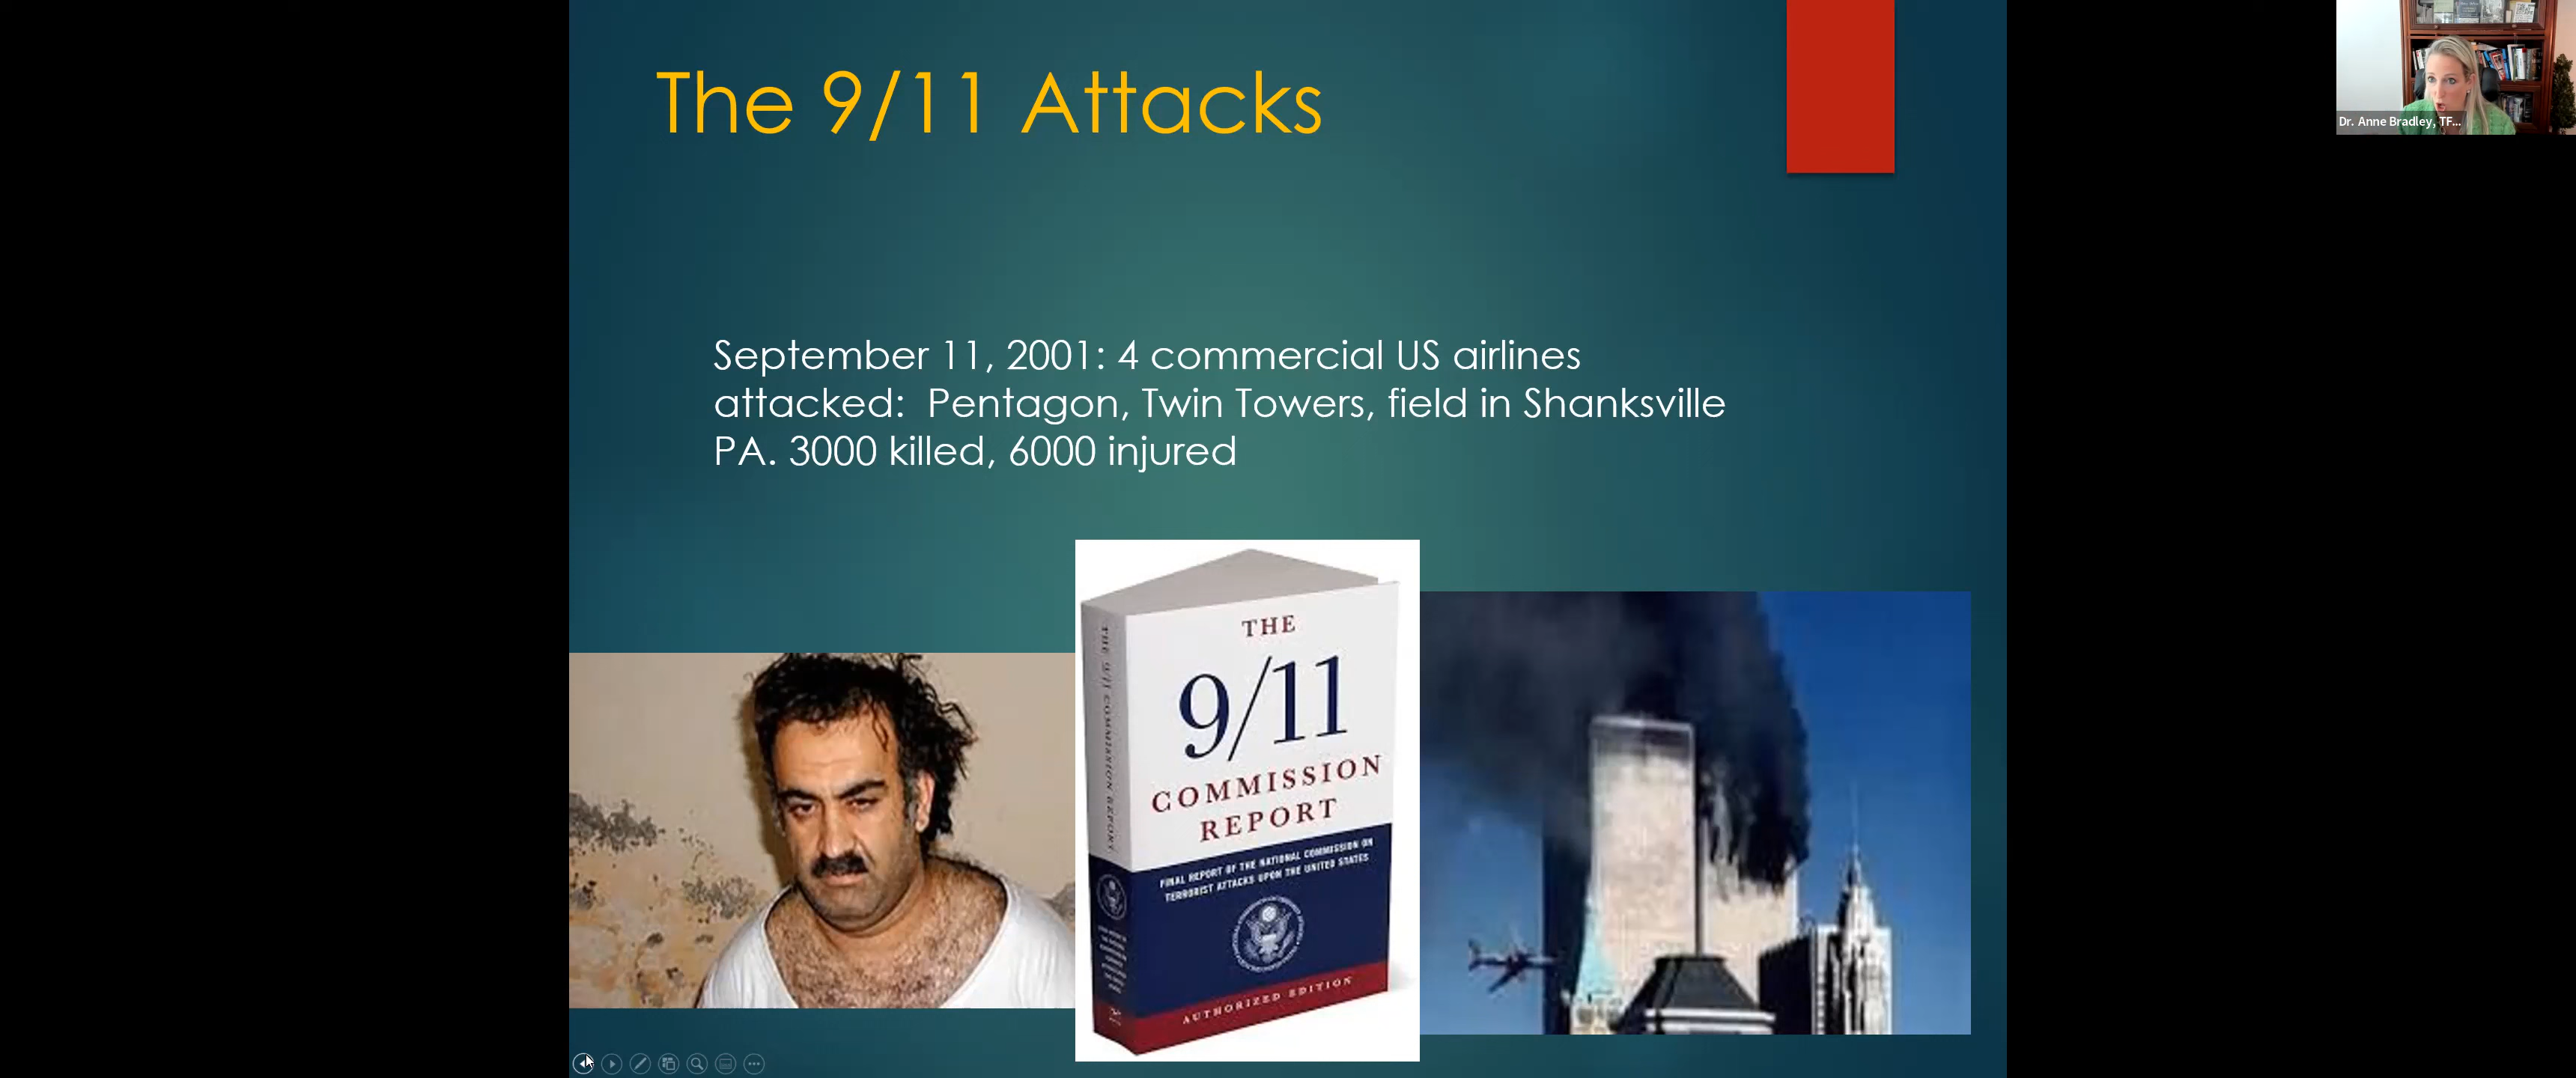 The 9/11 Attacks
Dr. Anne Bradley, TF...
September 11, 2001: 4 commercial US airlines
attacked:  Pentagon, Twin Towers, field in Shanksville
PA. 3000 killed, 6000 injured
THE
9/11
COMMISSION
REPORT
FINAL REPORT OF THE NATIONAL COMMISSION ON
TERRORIST ATTACKS UPON THE UNITED STATES
AUTHORIZED EDITION
THE 9/11 COMMISSION REPORT